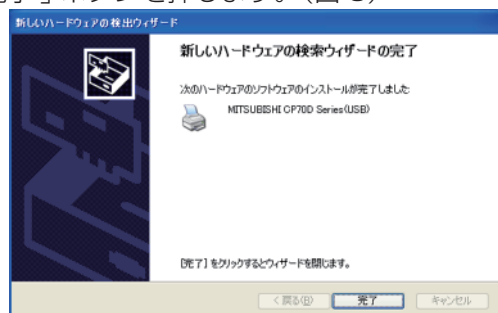 新しいハードウェアの検出ウィザード
新しいハードウェアの検索ウィザードの完了
次のハードウェアのソフトウェアのインストールが完了しました:
MITSUBISHI CP70D Series(USB)
[完了] をクリックするとウィザードを閉じます。
< 戻る(B)
完了
キャンセル